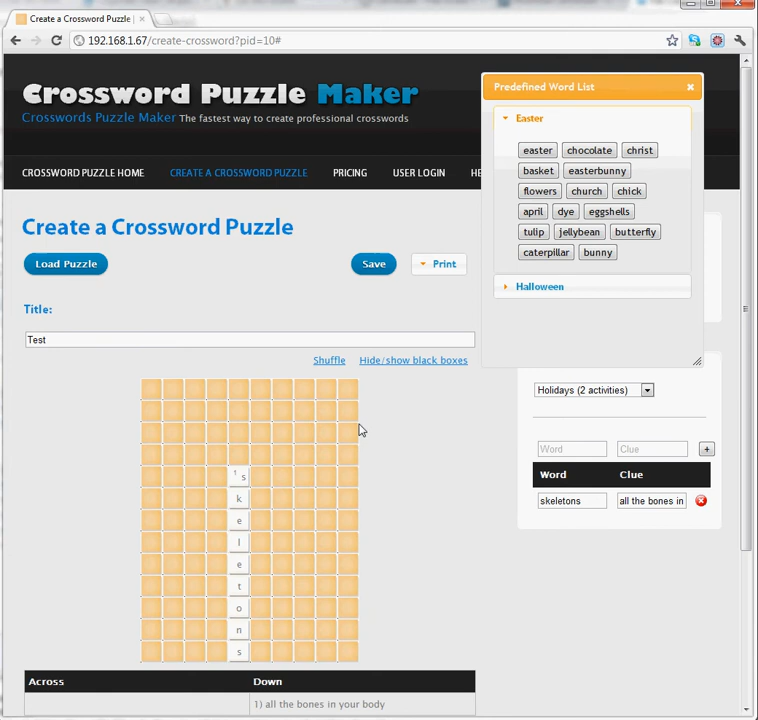 Create a Crossword Puzzle |
192.168.1.67/create-crossword?pid=10#
Crossword Puzzle Maker
Crosswords Puzzle Maker The fastest way to create professional crosswords
CROSSWORD PUZZLE HOME CREATE A CROSSWORD PUZZLE PRICING USER LOGIN HE
Predefined Word List
Easter
easter chocolate christ
basket easterbunny
flowers church chick
april dye eggshells
tulip jellybean butterfly
caterpillar bunny
Halloween
Create a Crossword Puzzle
Load Puzzle Save Print
Title:
Test
Shuffle Hide/show black boxes
1 s
k
e
l
e
t
o
n
s
Across Down
1) all the bones in your body
Holidays (2 activities)
Word Clue +
Word Clue
skeletons all the bones in